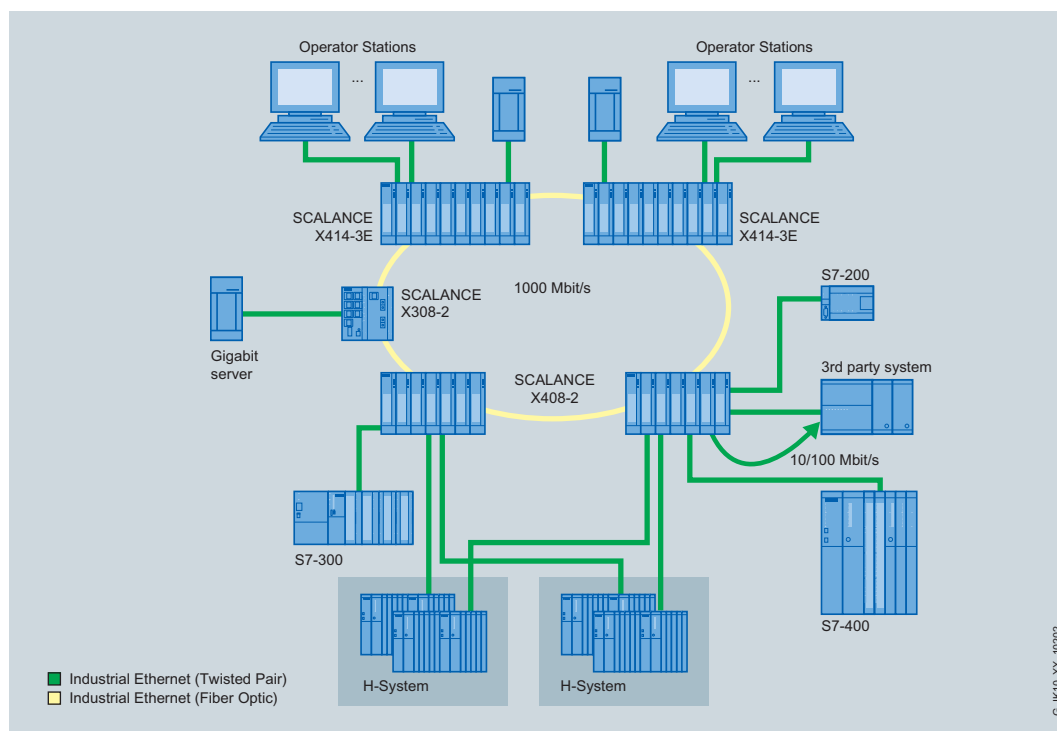 Operator Stations
Operator Stations
...
...
SCALANCE
X414-3E
SCALANCE
X414-3E
S7-200
SCALANCE
X308-2
1000 Mbit/s
Gigabit
server
3rd party system
SCALANCE
X408-2
10/100 Mbit/s
S7-300
S7-400
H-System
H-System
Industrial Ethernet (Twisted Pair)
Industrial Ethernet (Fiber Optic)